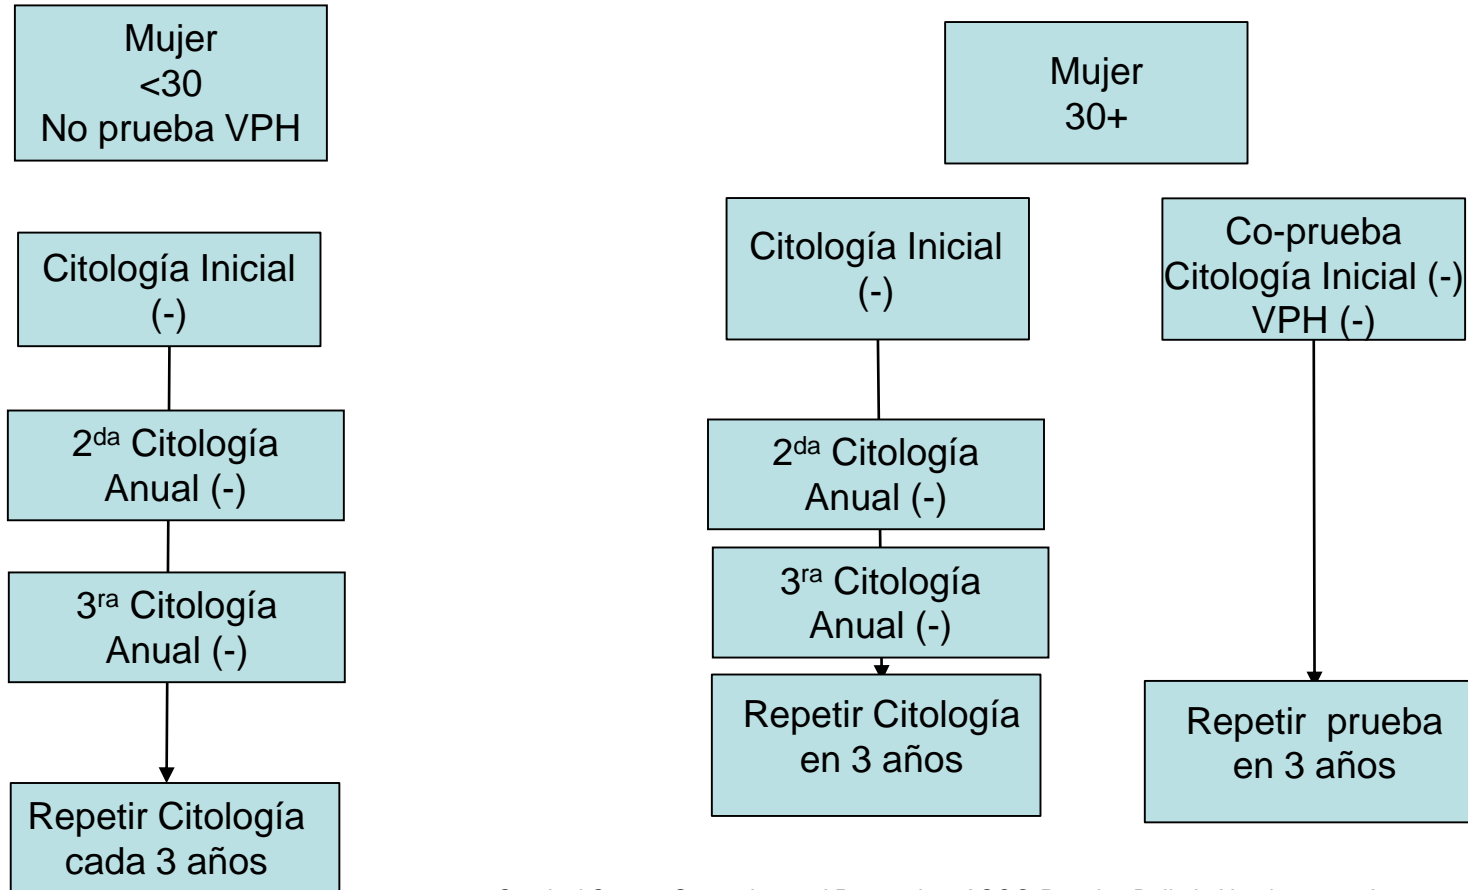 Mujer
<30
No prueba VPH
Citología Inicial
(-)
2da Citología
Anual (-)
3ra Citología
Anual (-)
Repetir Citología
cada 3 años
Mujer
30+
Citología Inicial
(-)
2da Citología
Anual (-)
3ra Citología
Anual (-)
Repetir Citología
en 3 años
Co-prueba
Citología Inicial (-)
VPH (-)
Repetir prueba
en 3 años